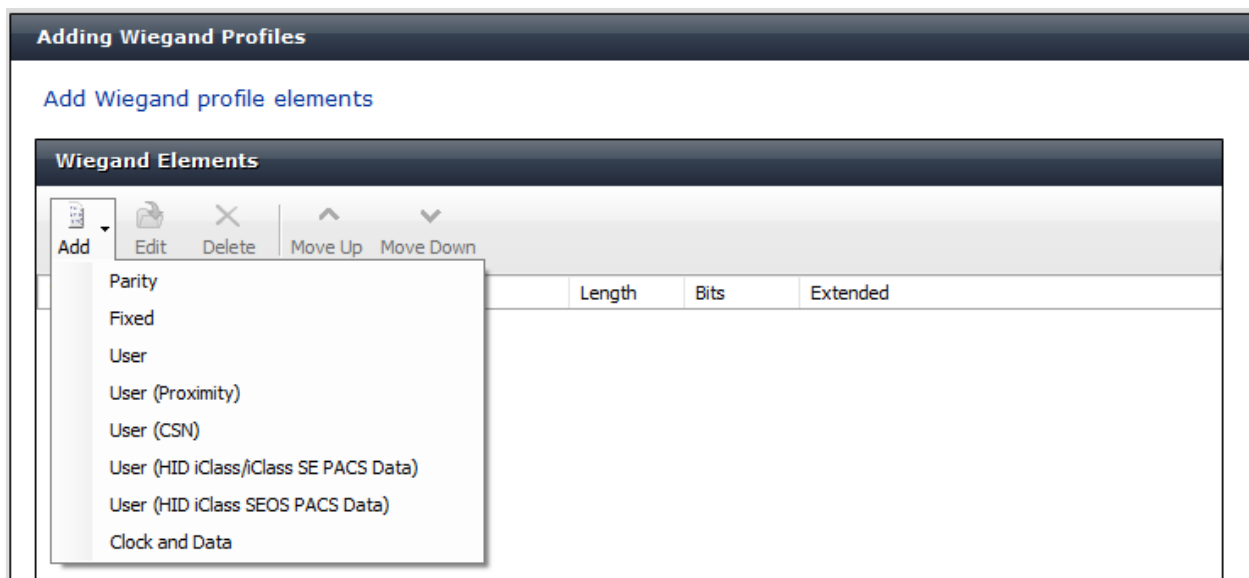 Adding Wiegand Profiles
Add Wiegand profile elements
Wiegand Elements
Add Edit Delete Move Up Move Down
Length Bits Extended
Parity
Fixed
User
User (Proximity)
User (CSN)
User (HID iClass/iClass SE PACS Data)
User (HID iClass SEOS PACS Data)
Clock and Data